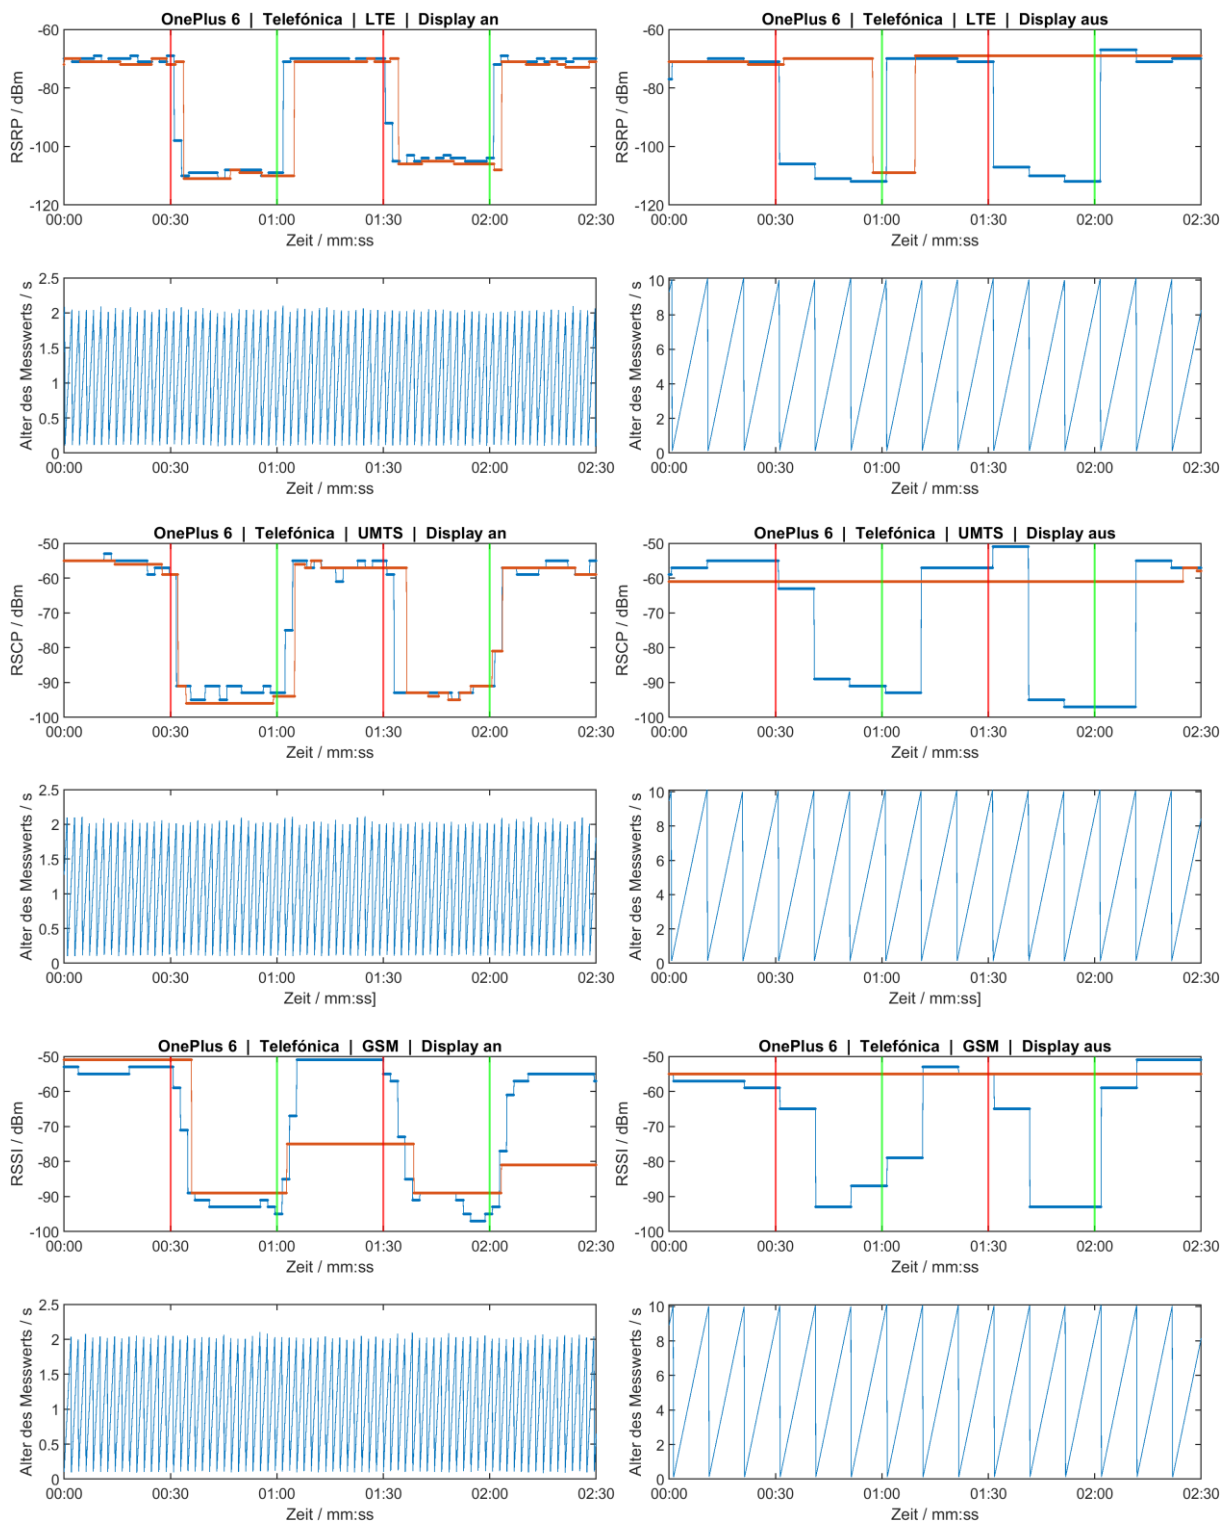 OnePlus 6 | Telefónica | LTE | Display an
RSRP / dBm
-60
-80
-100
-120
00:00 00:30 01:00 01:30 02:00 02:30
Zeit / mm:ss
OnePlus 6 | Telefónica | LTE | Display aus
RSRP / dBm
-60
-80
-100
-120
00:00 00:30 01:00 01:30 02:00 02:30
Zeit / mm:ss
Alter des Messwerts / s
2.5
2
1.5
1
0.5
0
00:00 00:30 01:00 01:30 02:00 02:30
Zeit / mm:ss
Alter des Messwerts / s
10
8
6
4
2
0
00:00 00:30 01:00 01:30 02:00 02:30
Zeit / mm:ss
OnePlus 6 | Telefónica | UMTS | Display an
RSCP / dBm
-50
-60
-70
-80
-90
-100
00:00 00:30 01:00 01:30 02:00 02:30
Zeit / mm:ss
OnePlus 6 | Telefónica | UMTS | Display aus
RSCP / dBm
-50
-60
-70
-80
-90
-100
00:00 00:30 01:00 01:30 02:00 02:30
Zeit / mm:ss
Alter des Messwerts / s
2.5
2
1.5
1
0.5
0
00:00 00:30 01:00 01:30 02:00 02:30
Zeit / mm:ss]
Alter des Messwerts / s
10
8
6
4
2
0
00:00 00:30 01:00 01:30 02:00 02:30
Zeit / mm:ss]
OnePlus 6 | Telefónica | GSM | Display an
RSSI / dBm
-50
-60
-70
-80
-90
-100
00:00 00:30 01:00 01:30 02:00 02:30
Zeit / mm:ss
OnePlus 6 | Telefónica | GSM | Display aus
RSSI / dBm
-50
-60
-70
-80
-90
-100
00:00 00:30 01:00 01:30 02:00 02:30
Zeit / mm:ss
Alter des Messwerts / s
2.5
2
1.5
1
0.5
0
00:00 00:30 01:00 01:30 02:00 02:30
Zeit / mm:ss
Alter des Messwerts / s
10
8
6
4
2
0
00:00 00:30 01:00 01:30 02:00 02:30
Zeit / mm:ss